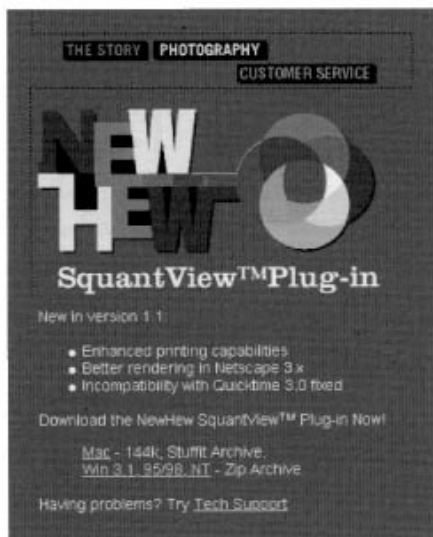 THE STORY PHOTOGRAPHY
CUSTOMER SERVICE
NEW
HEW
SquantView™Plug-in
New in version 1.1:
• Enhanced printing capabilities
• Better rendering in Netscape 3.x
• Incompatibility with Quicktime 3.0 fixed
Download the NewHew SquantView™ Plug-in Now!
Mac - 144k, Stuffit Archive.
Win 3.1, 95/98, NT - Zip Archive
Having problems? Try Tech Support